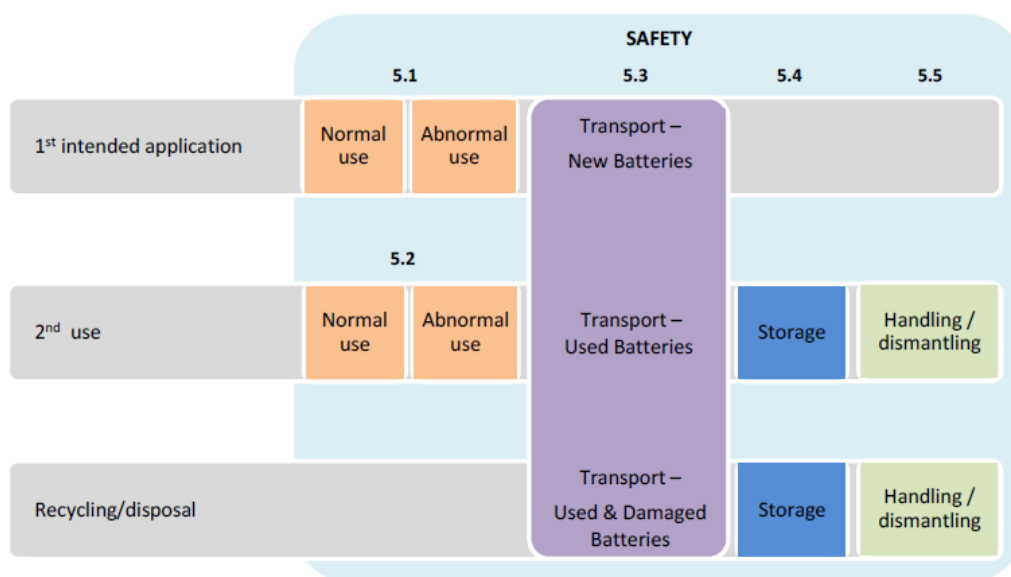 SAFETY
5.1
5.3
5.4
5.5
1st intended application
Normal
use
Abnormal
use
Transport –
New Batteries
5.2
2nd use
Normal
use
Abnormal
use
Transport –
Used Batteries
Storage
Handling /
dismantling
Recycling/disposal
Transport –
Used & Damaged
Batteries
Storage
Handling /
dismantling